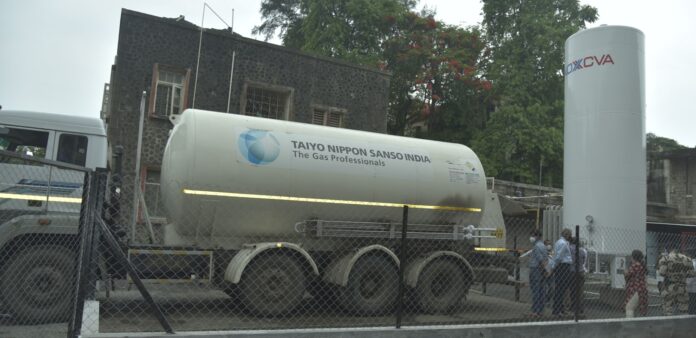 TAIYO NIPPON SANSO INDIA
The Gas Professionals
CVA